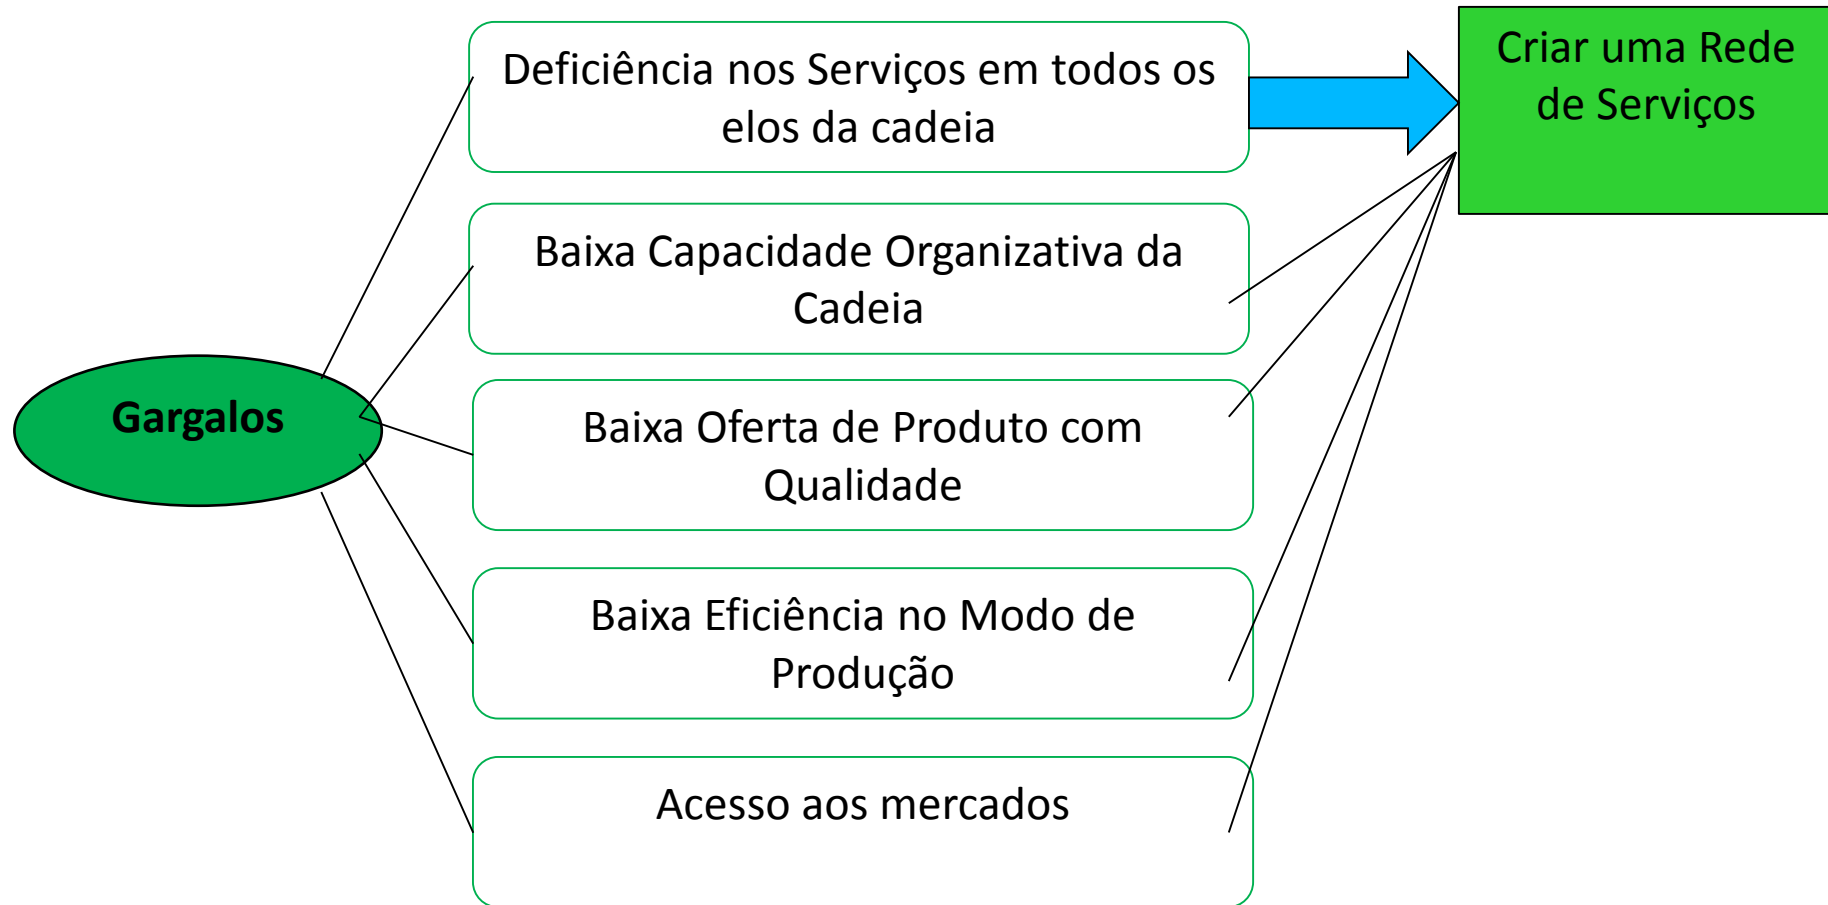 Deficiência nos Serviços em todos os
elos da cadeia
Criar uma Rede
de Serviços
Baixa Capacidade Organizativa da
Cadeia
Gargalos
Baixa Oferta de Produto com
Qualidade
Baixa Eficiência no Modo de
Produção
Acesso aos mercados